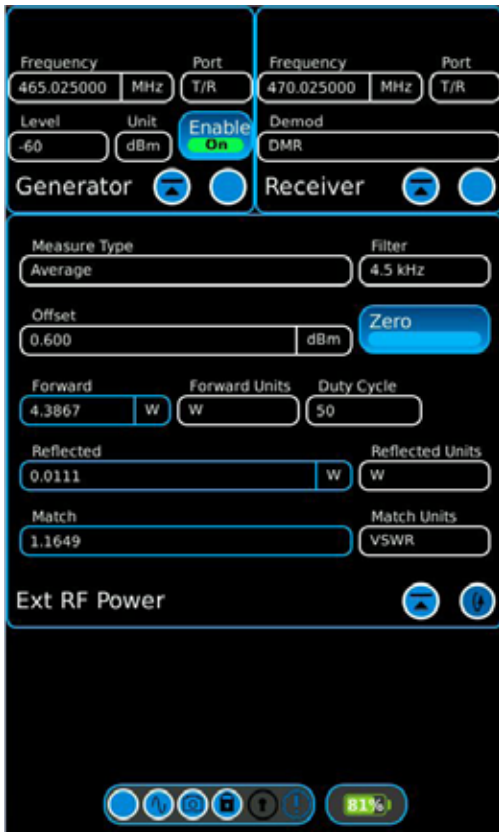 Frequency Port
465.025000 MHz T/R
Level Unit Enable
-60 dBm On
Generator
Frequency Port
470.025000 MHz T/R
Demod
DMR
Receiver
Measure Type Filter
Average 4.5 kHz
Offset Zero
0.600 dBm
Forward Forward Units Duty Cycle
4.3867 W W 50
Reflected Reflected Units
0.0111 W W
Match Match Units
1.1649 VSWR
Ext RF Power
81%